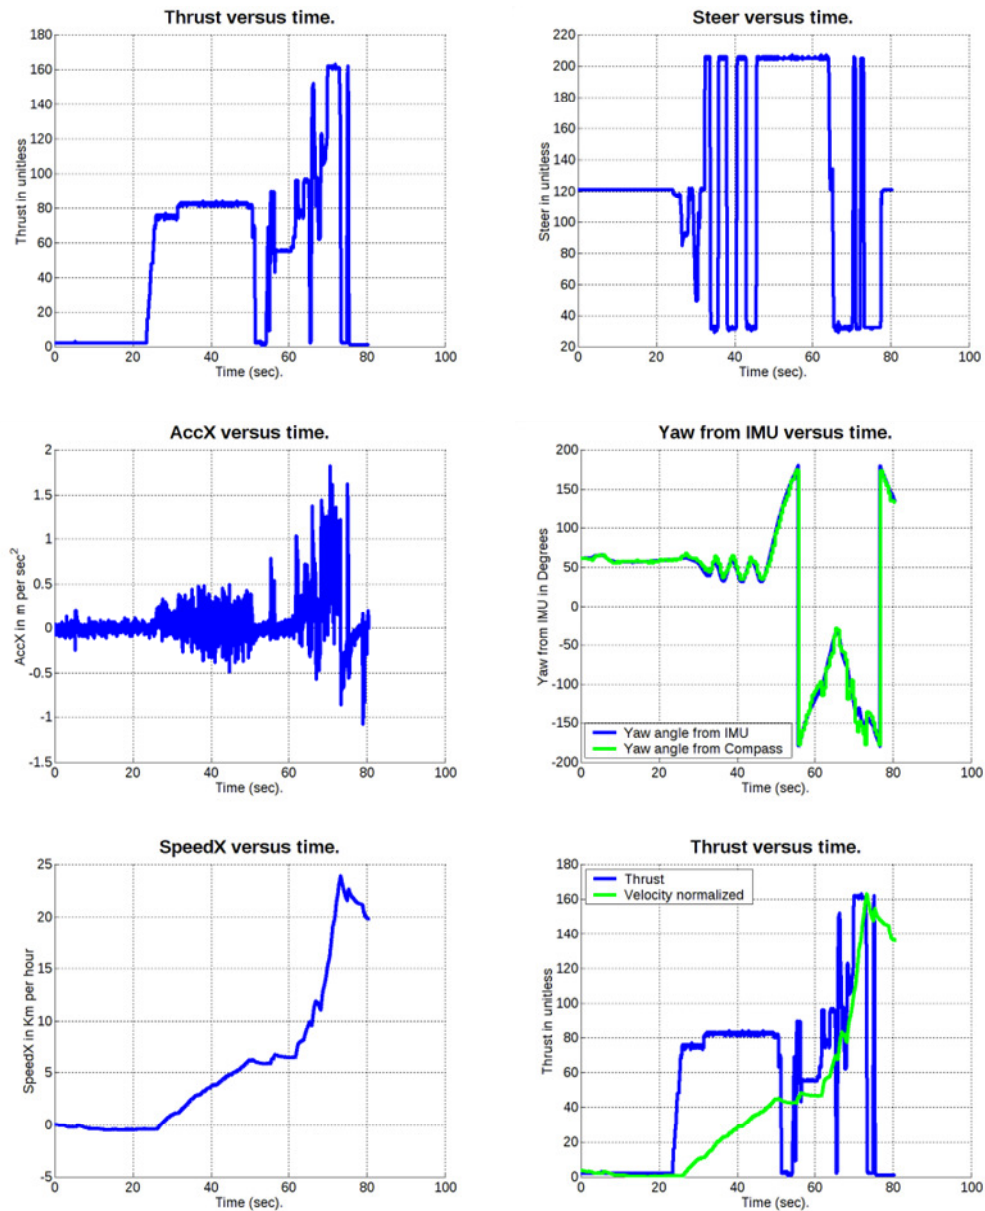 Thrust versus time.
180
160
140
120
100
80
60
40
20
0
Thrust in unitless
0 20 40 60 80 100
Time (sec).
Steer versus time.
220
200
180
160
140
120
100
80
60
40
20
Steer in unitless
0 20 40 60 80 100
Time (sec).
AccX versus time.
2
1.5
1
0.5
0
-0.5
-1
-1.5
AccX in m per sec²
0 20 40 60 80 100
Time (sec).
Yaw from IMU versus time.
200
150
100
50
0
-50
-100
-150
-200
Yaw from IMU in Degrees
Yaw angle from IMU
Yaw angle from Compass
0 20 40 60 80 100
Time (sec).
SpeedX versus time.
25
20
15
10
5
0
-5
SpeedX in Km per hour
0 20 40 60 80 100
Time (sec).
Thrust versus time.
180
160
140
120
100
80
60
40
20
0
Thrust in unitless
Thrust
Velocity normalized
0 20 40 60 80 100
Time (sec).